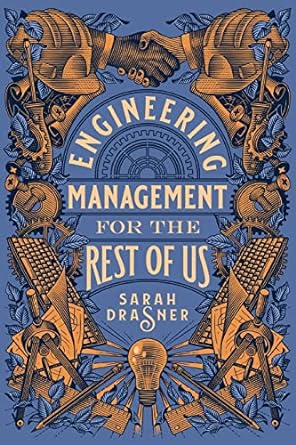 ENGINEERING
MANAGEMENT
FOR THE
REST OF US
SARAH
DRASNER